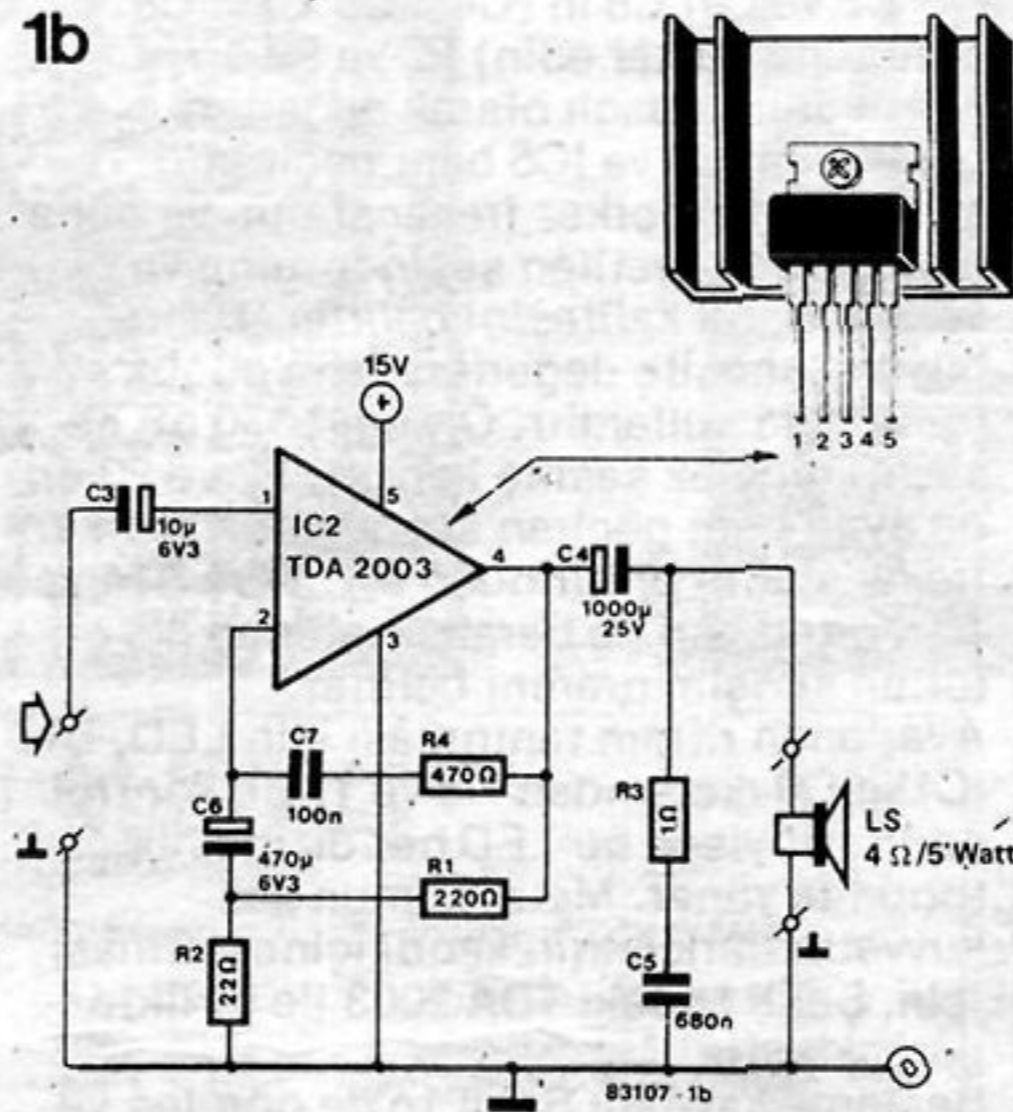 1b
1 2 3 4 5
15V
+
C3
10µ
6V3
1
5
IC2
TDA 2003
4
C4
1000µ
25V
2
3
C7
100n
R4
470 Ω
C6
470µ
6V3
R1
220Ω
R2
22Ω
R3
1Ω
LS
4 Ω/5 Watt
C5
680n
0
83107 - 1b